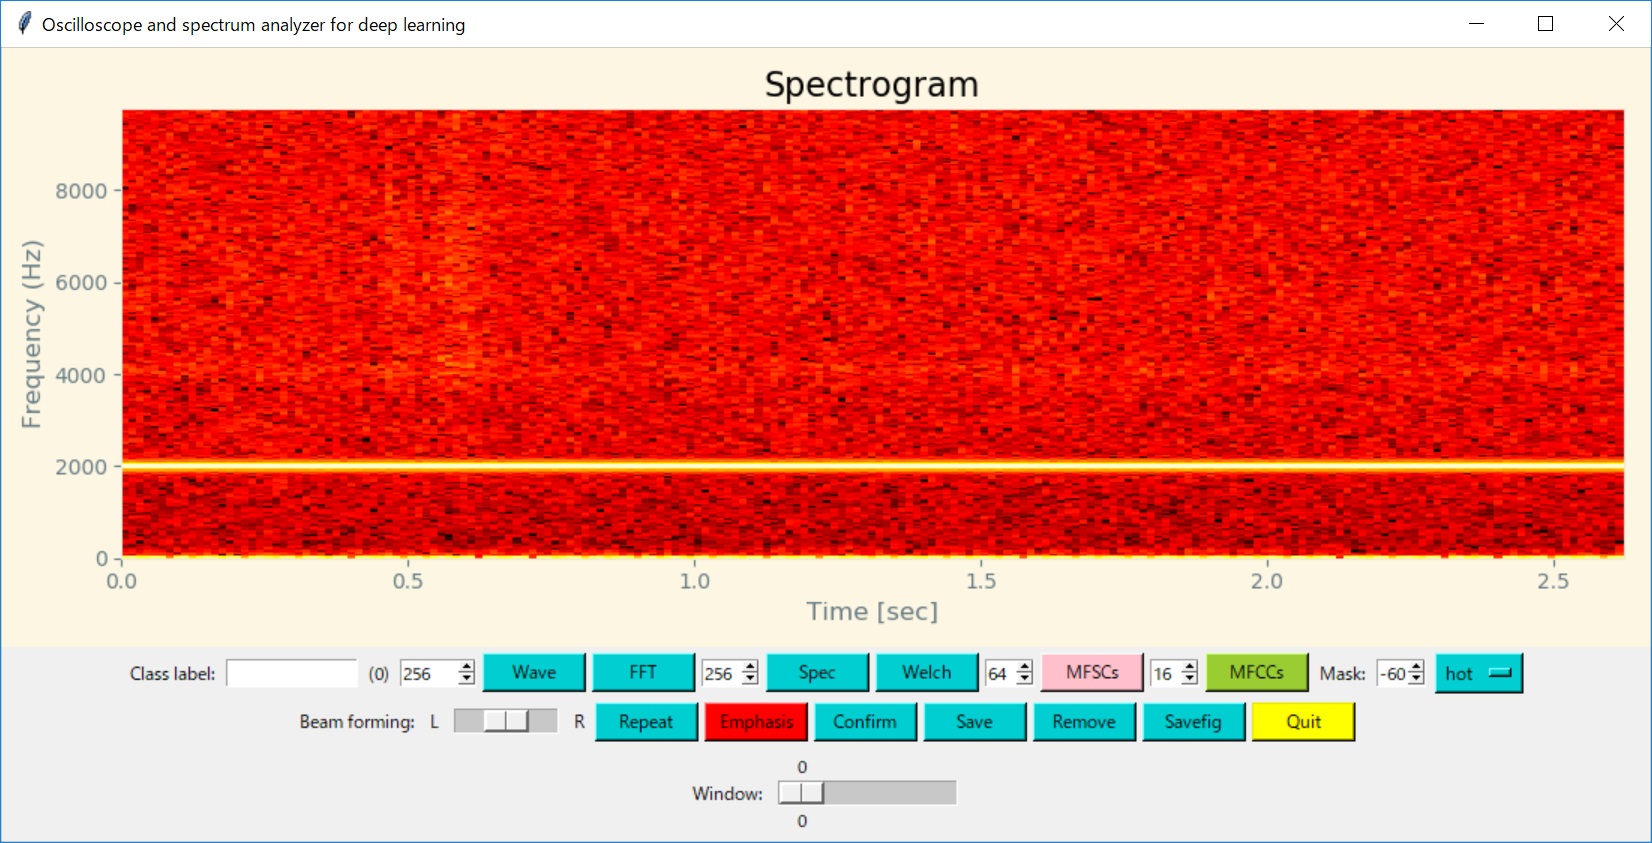 Oscilloscope and spectrum analyzer for deep learning
Spectrogram
8000
6000
4000
2000
0
Frequency (Hz)
0.0 0.5 1.0 1.5 2.0 2.5
Time [sec]
Class label: (0) 256 Wave FFT 256 Spec Welch 64 MFSCs 16 MFCCs Mask: -60 hot
Beam forming: L R Repeat Emphasis Confirm Save Remove Savefig Quit
0
Window:
0